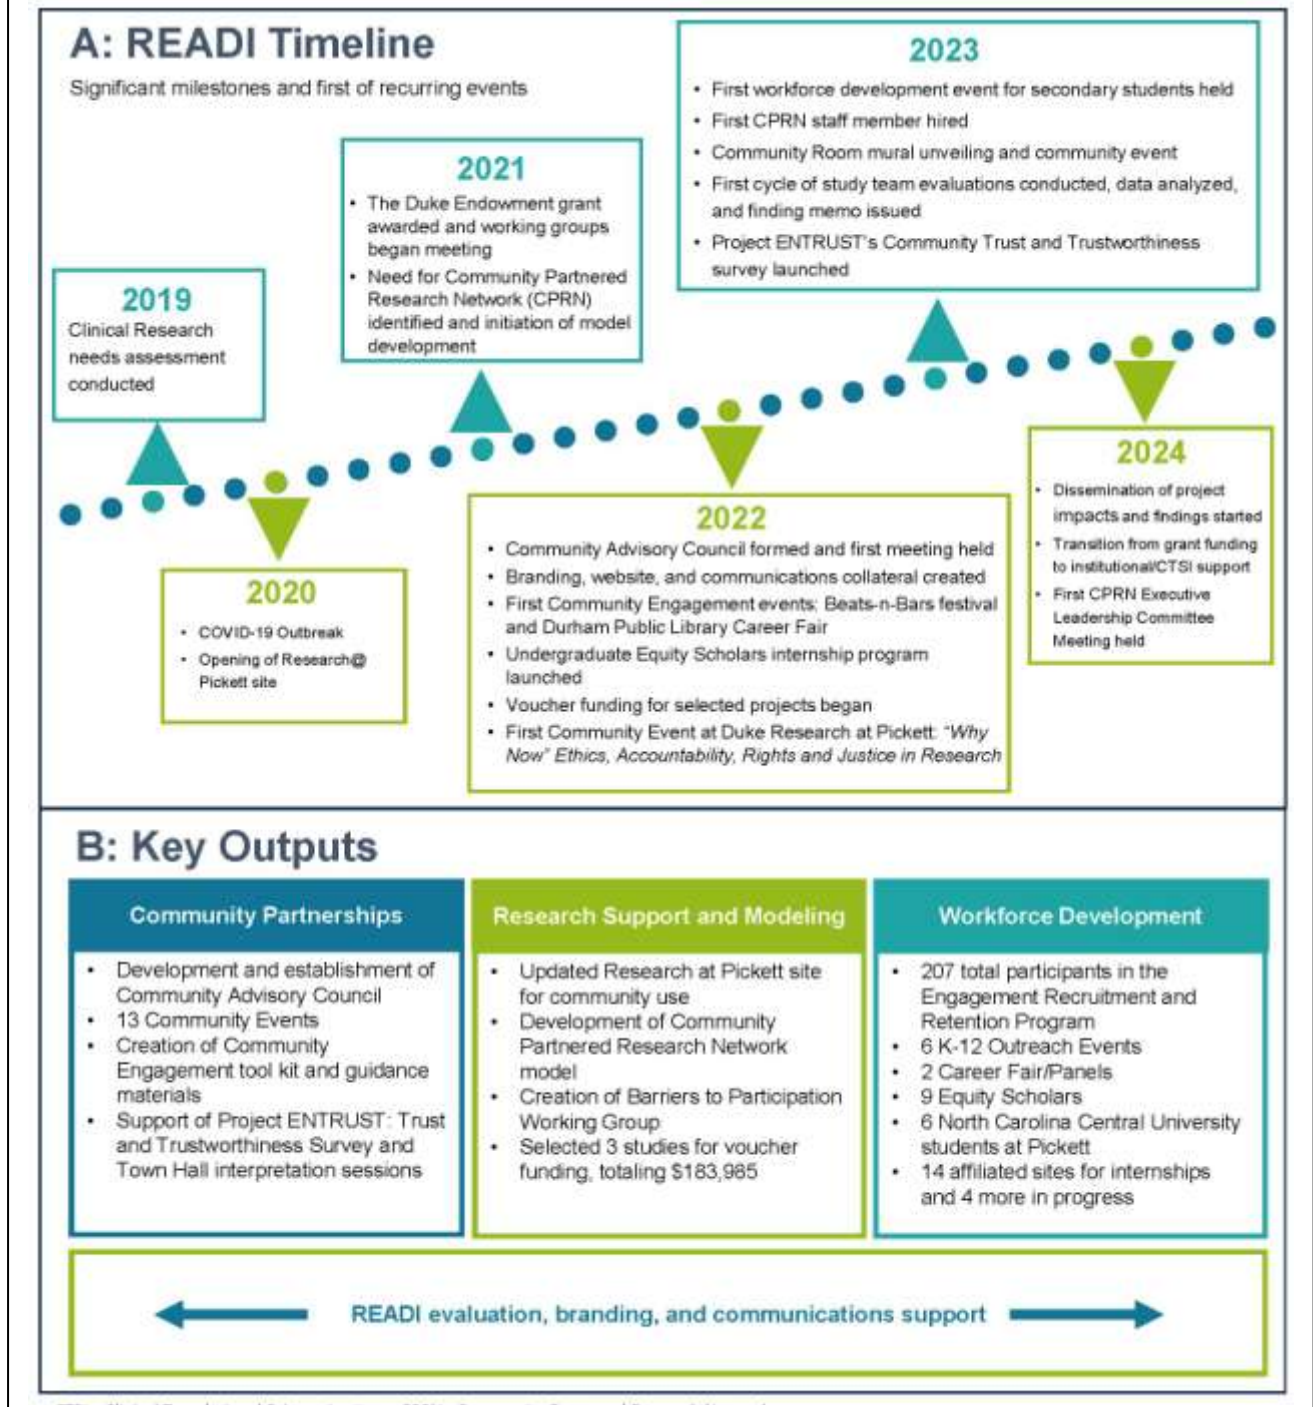 A: READI Timeline
Significant milestones and first of recurring events
2019
Clinical Research
needs assessment
conducted
2020
• COVID-19 Outbreak
• Opening of Research@
Pickett site
2021
• The Duke Endowment grant
awarded and working groups
began meeting
• Need for Community Partnered
Research Network (CPRN)
identified and initiation of model
development
2022
• Community Advisory Council formed and first meeting held
• Branding, website, and communications collateral created
• First Community Engagement events: Beats-n-Bars festival
and Durham Public Library Career Fair
• Undergraduate Equity Scholars internship program
launched
• Voucher funding for selected projects began
• First Community Event at Duke Research at Pickett: "Why
Now" Ethics, Accountability, Rights and Justice in Research
2023
• First workforce development event for secondary students held
• First CPRN staff member hired
• Community Room mural unveiling and community event
• First cycle of study team evaluations conducted, data analyzed,
and finding memo issued
• Project ENTRUST's Community Trust and Trustworthiness
survey launched
2024
• Dissemination of project
impacts and findings started
• Transition from grant funding
to institutional/CTSI support
• First CPRN Executive
Leadership Committee
Meeting held
B: Key Outputs
Community Partnerships
• Development and establishment of
Community Advisory Council
• 13 Community Events
• Creation of Community
Engagement tool kit and guidance
materials
• Support of Project ENTRUST: Trust
and Trustworthiness Survey and
Town Hall interpretation sessions
Research Support and Modeling
• Updated Research at Pickett site
for community use
• Development of Community
Partnered Research Network
model
• Creation of Barriers to Participation
Working Group
• Selected 3 studies for voucher
funding, totaling $183,985
Workforce Development
• 207 total participants in the
Engagement Recruitment and
Retention Program
• 6 K-12 Outreach Events
• 2 Career Fair/Panels
• 9 Equity Scholars
• 6 North Carolina Central University
students at Pickett
• 14 affiliated sites for internships
and 4 more in progress
READI evaluation, branding, and communications support